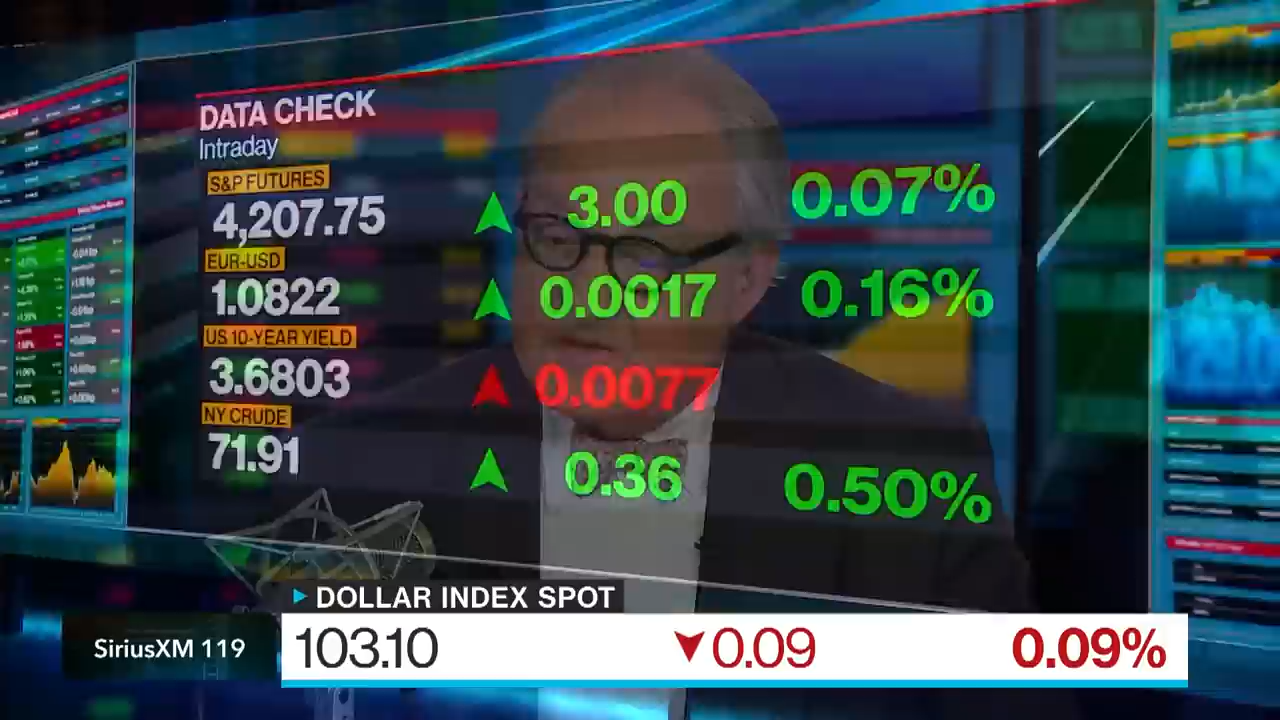 DATA CHECK
Intraday
S&P FUTURES
4,207.75 ▲ 3.00 0.07%
EUR-USD
1.0822 ▲ 0.0017 0.16%
US 10-YEAR YIELD
3.6803 ▲ 0.0077
NY CRUDE
71.91 ▲ 0.36 0.50%
DOLLAR INDEX SPOT
SiriusXM 119 103.10 ▼0.09 0.09%